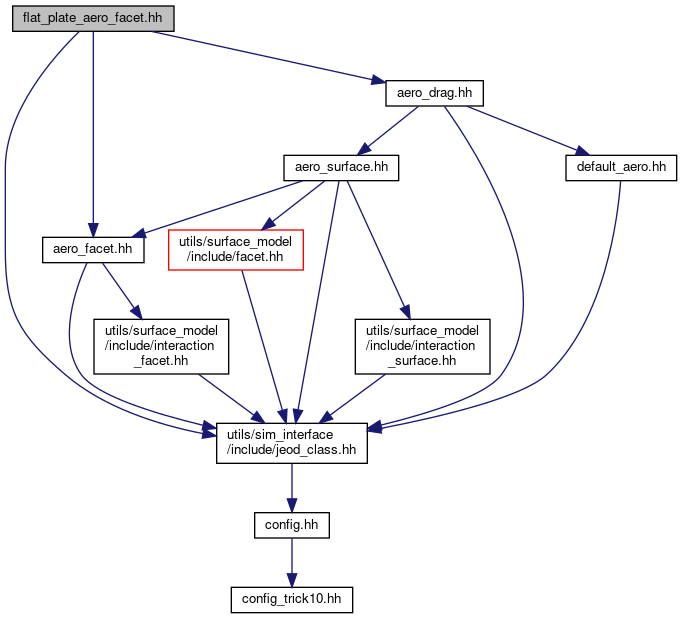 flat_plate_aero_facet.hh
aero_drag.hh
aero_surface.hh
default_aero.hh
aero_facet.hh
utils/surface_model
/include/facet.hh
utils/surface_model
/include/interaction
_facet.hh
utils/surface_model
/include/interaction
_surface.hh
utils/sim_interface
/include/jeod_class.hh
config.hh
config_trick10.hh